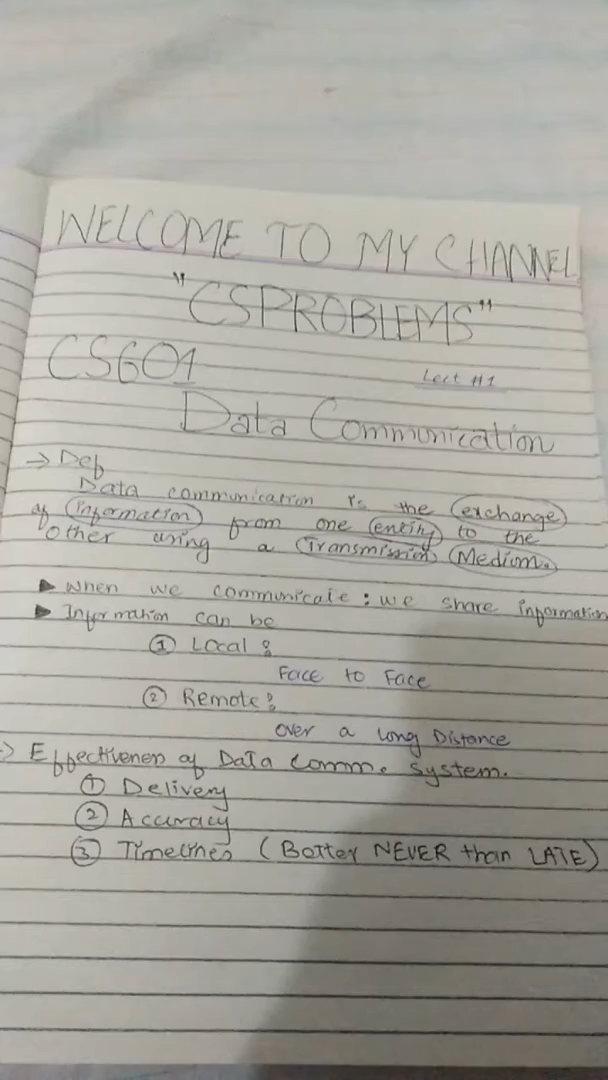 WELCOME TO MY CHANNEL
"CSPROBLEMS"
CS601
Lect #1
Data Communication
→ Def
Data communication is the exchange
of information from one entity to the
other using a Transmission Medium.
▶ When we communicate: we share information
▶ Information can be
① Local:
Face to Face
② Remote:
over a Long Distance
→ Effectiveness of Data Comm. System.
① Delivery
② Accuracy
③ Timelines (Better NEVER than LATE)